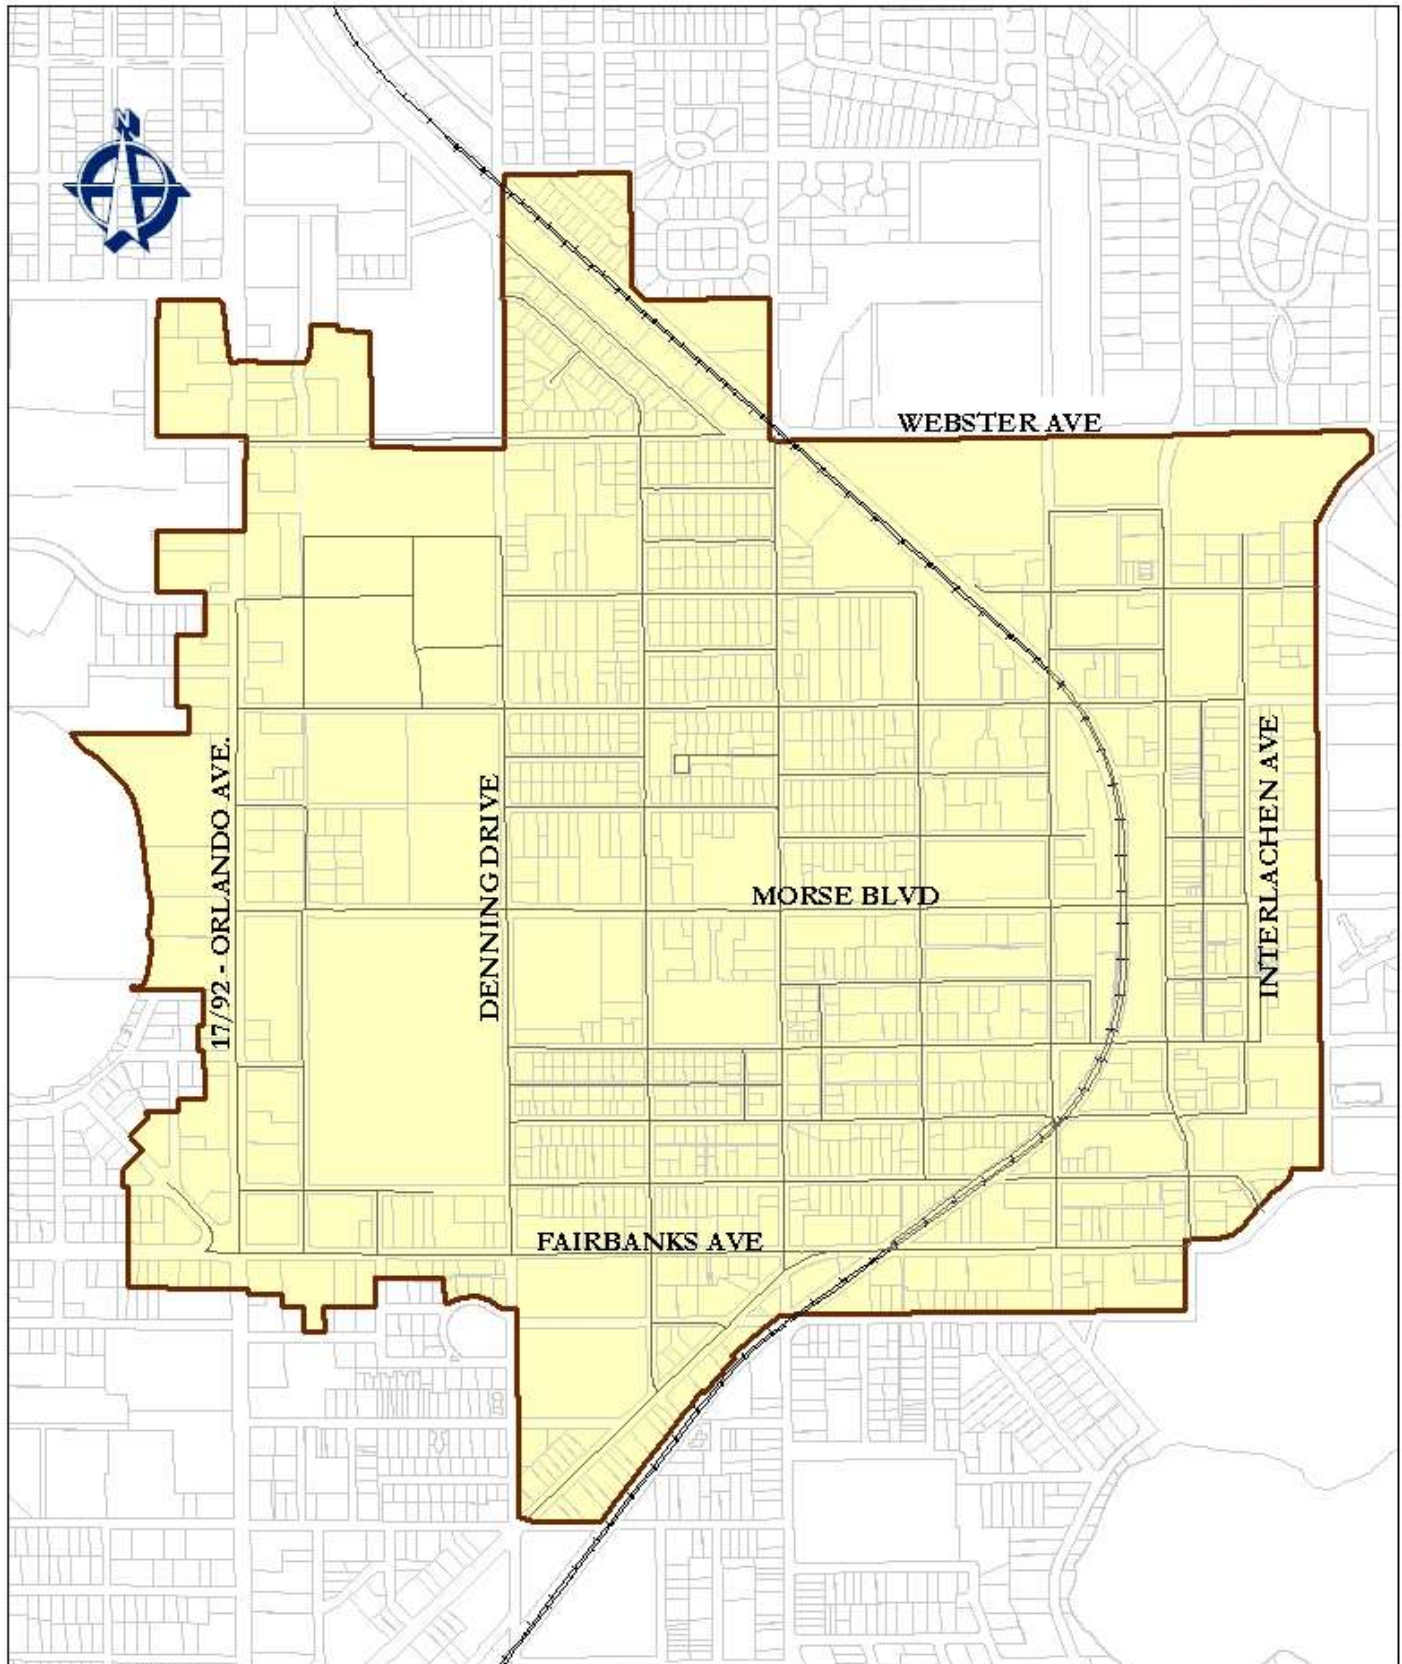 N
WEBSTER AVE
17/92 - ORLANDO AVE.
DENNING DRIVE
MORSE BLVD
INTERLACHEN AVE
FAIRBANKS AVE